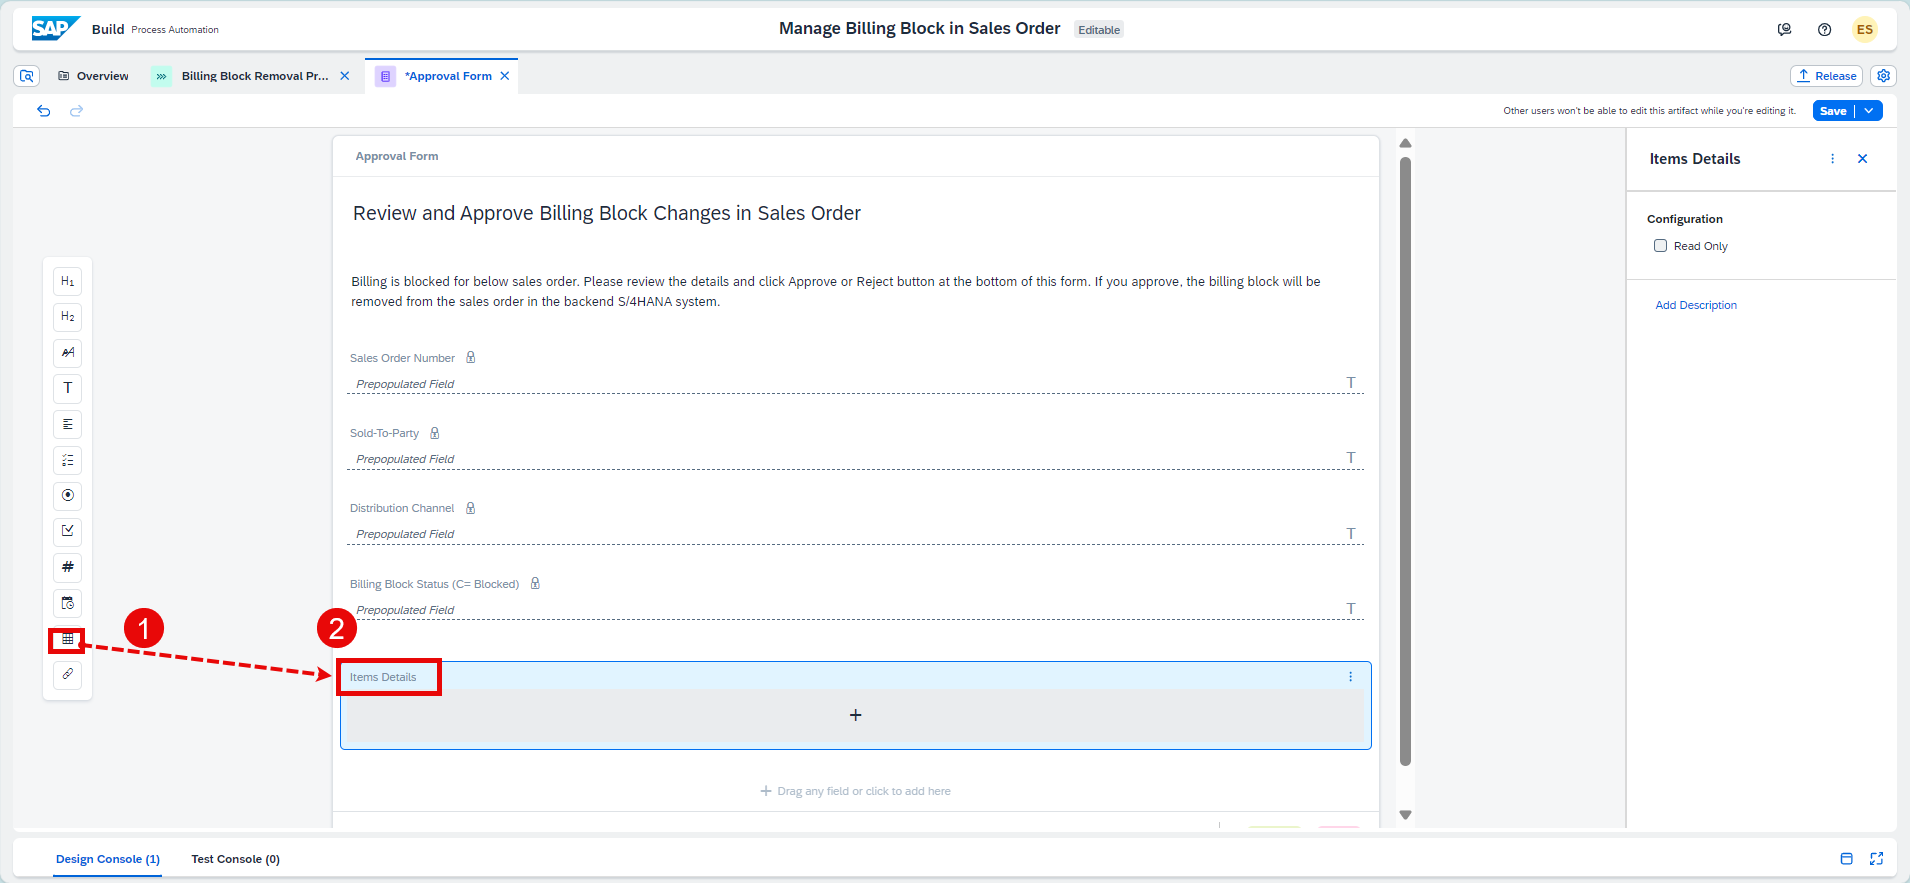 SAP Build Process Automation
Manage Billing Block in Sales Order Editable
ES
Overview
Billing Block Removal Pr...
*Approval Form
Release
Other users won't be able to edit this artifact while you're editing it.
Save
Approval Form
Review and Approve Billing Block Changes in Sales Order
Billing is blocked for below sales order. Please review the details and click Approve or Reject button at the bottom of this form. If you approve, the billing block will be
removed from the sales order in the backend S/4HANA system.
H1
H2
AA
T
#
Sales Order Number
Prepopulated Field T
Sold-To-Party
Prepopulated Field T
Distribution Channel
Prepopulated Field T
Billing Block Status (C= Blocked)
Prepopulated Field T
1
2
Items Details
+
+ Drag any field or click to add here
Items Details
Configuration
Read Only
Add Description
Design Console (1)
Test Console (0)